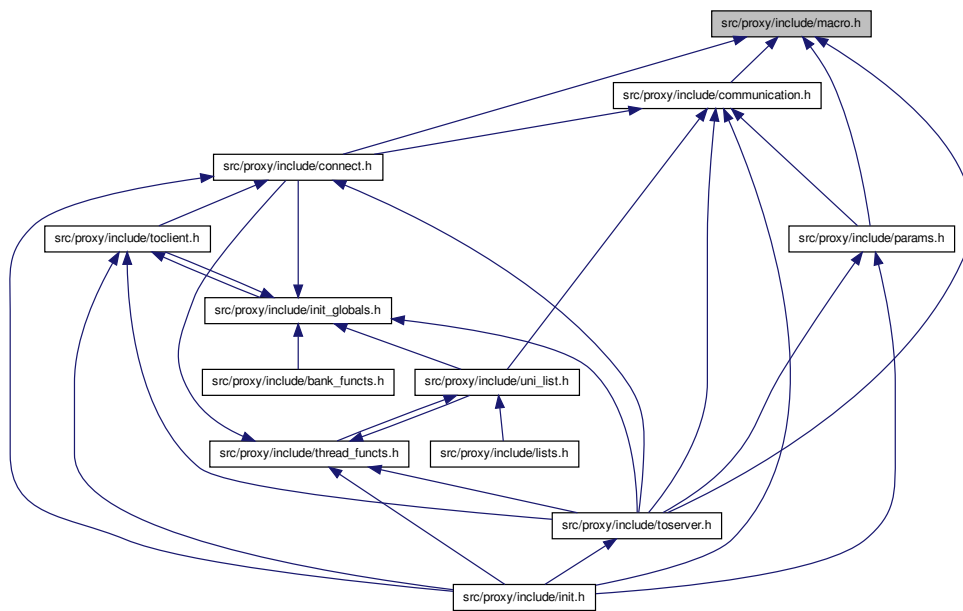 src/proxy/include/macro.h
src/proxy/include/communication.h
src/proxy/include/connect.h
src/proxy/include/toclient.h
src/proxy/include/params.h
src/proxy/include/init_globals.h
src/proxy/include/bank_functs.h
src/proxy/include/uni_list.h
src/proxy/include/thread_functs.h
src/proxy/include/lists.h
src/proxy/include/toserver.h
src/proxy/include/init.h